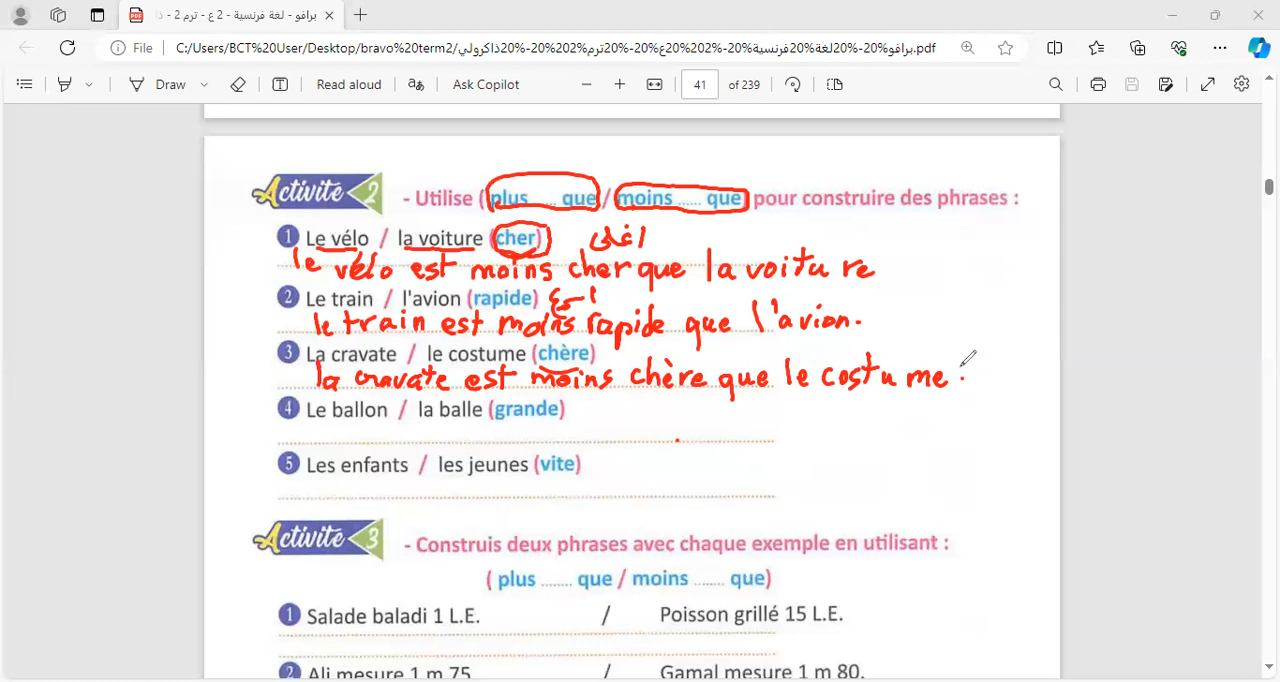 برافو - لغة فرنسية - 2 ع - ترم 2 - ذا
File C:/Users/BCT%20User/Desktop/bravo%20term2/برافو%20-%20لغة%20فرنسية%20-%202%20ع%20-%20ترم%202%20-%20ذاكرولي.pdf
Draw Read aloud aあ Ask Copilot 41 of 239
Activité 2 - Utilise (plus .... que / moins ..... que) pour construire des phrases :
1 Le vélo / la voiture (cher) اغلى
le vélo est moins cher que la voiture
2 Le train / l'avion (rapide) اسرع
le train est moins rapide que l'avion.
3 La cravate / le costume (chère)
la cravate est moins chère que le costume.
4 Le ballon / la balle (grande)
5 Les enfants / les jeunes (vite)
Activité 3 - Construis deux phrases avec chaque exemple en utilisant :
( plus ....... que / moins ....... que)
1 Salade baladi 1 L.E. / Poisson grillé 15 L.E.
2 Ali mesure 1 m 75. / Gamal mesure 1 m 80.